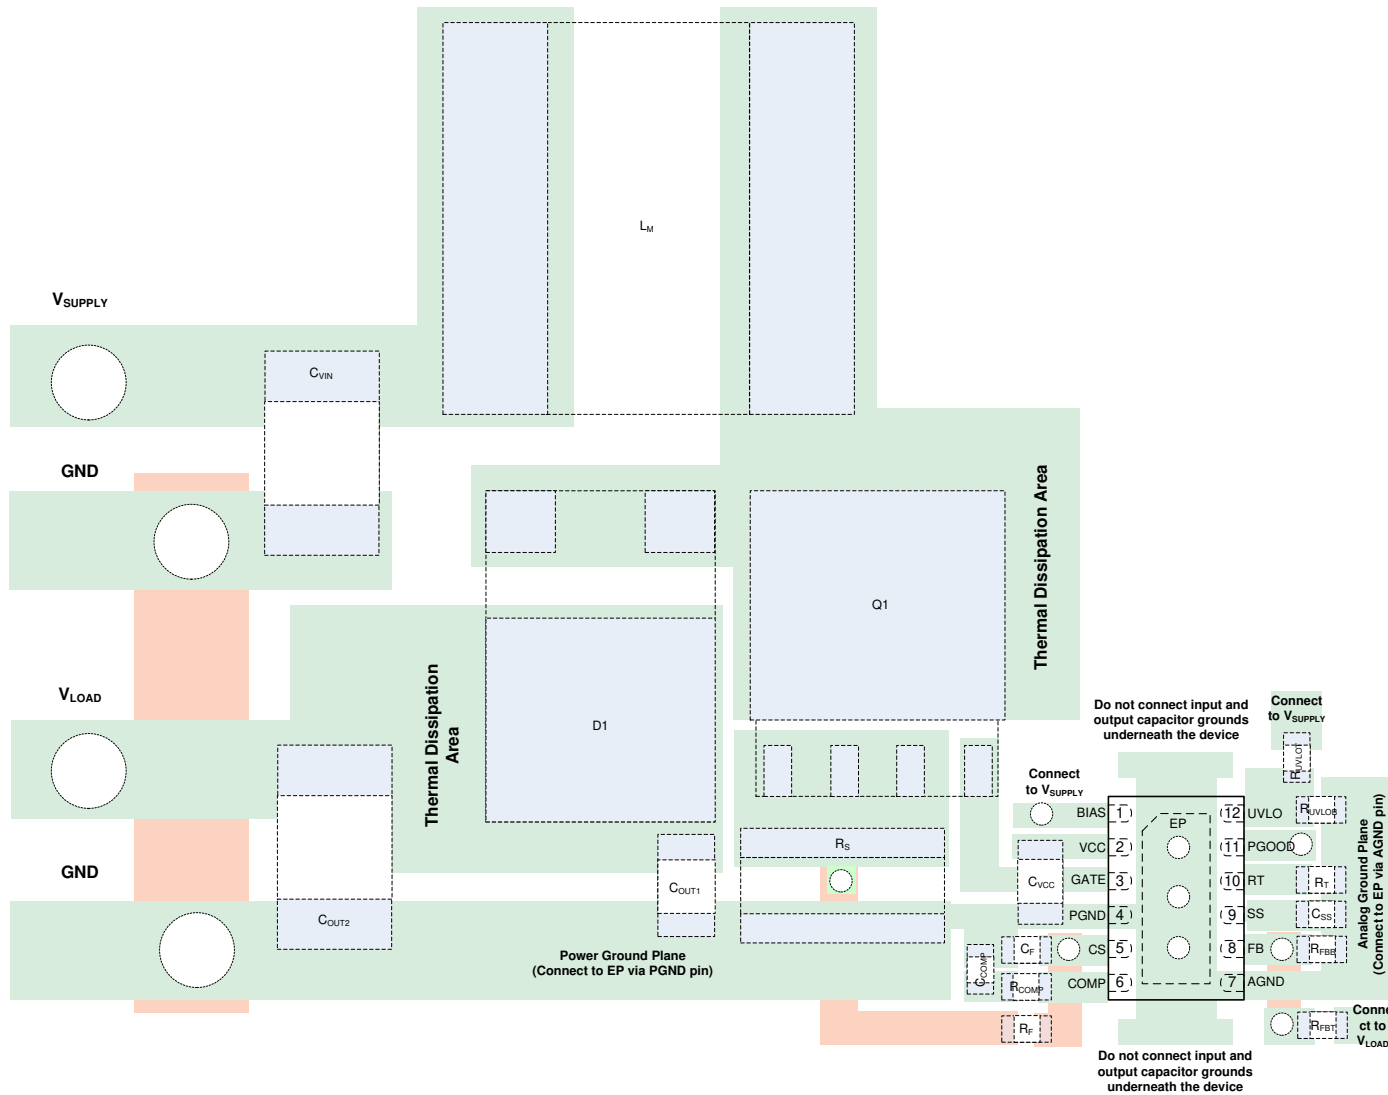 LM
VSUPPLY
CVIN
GND
Thermal Dissipation Area
Q1
VLOAD
Thermal Dissipation
Area
D1
Do not connect input and
output capacitor grounds
underneath the device
Connect
to VSUPPLY
RUVLOT
Connect
to VSUPPLY
BIAS 1
EP
12 UVLO
RUVLOB
VCC 2
11 PGOOD
RS
GND
COUT1
CVCC
GATE 3
10 RT
RT
PGND 4
9 SS
CSS
COUT2
Power Ground Plane
(Connect to EP via PGND pin)
CCOMP
CF
CS 5
8 FB
RFBB
Analog Ground Plane
(Connect to EP via AGND pin)
RCOMP
COMP 6
7 AGND
RF
RFBT
Conne
ct to
VLOAD
Do not connect input and
output capacitor grounds
underneath the device